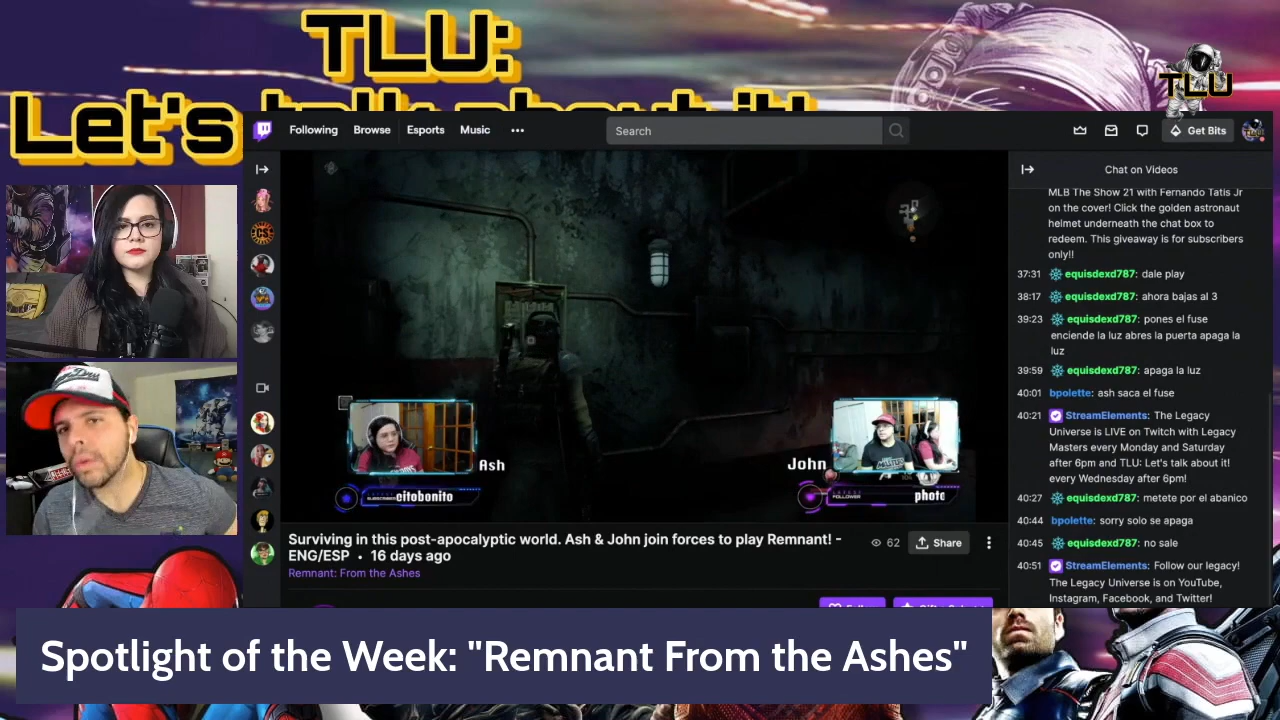 TLU:
Let's talk about it!
TLU
Following
Browse
Esports
Music
Search
Get Bits
Chat on Videos
MLB The Show 21 with Fernando Tatis Jr
on the cover! Click the golden astronaut
helmet underneath the chat box to
redeem. This giveaway is for subscribers
only!!
37:31 equisdexd787: dale play
38:17 equisdexd787: ahora bajas al 3
39:23 equisdexd787: pones el fuse
enciende la luz abres la puerta apaga la
luz
39:59 equisdexd787: apaga la luz
40:01 bpolette: ash saca el fuse
40:21 StreamElements: The Legacy
Universe is LIVE on Twitch with Legacy
Masters every Monday and Saturday
after 6pm and TLU: Let's talk about it!
every Wednesday after 6pm!
40:27 equisdexd787: metete por el abanico
40:44 bpolette: sorry solo se apaga
40:45 equisdexd787: no sale
40:51 StreamElements: Follow our legacy!
The Legacy Universe is on YouTube,
Instagram, Facebook, and Twitter!
Ash
citobonito
John
FOLLOWER
photo
Surviving in this post-apocalyptic world. Ash & John join forces to play Remnant! -
ENG/ESP • 16 days ago
Remnant: From the Ashes
62
Share
Spotlight of the Week: "Remnant From the Ashes"